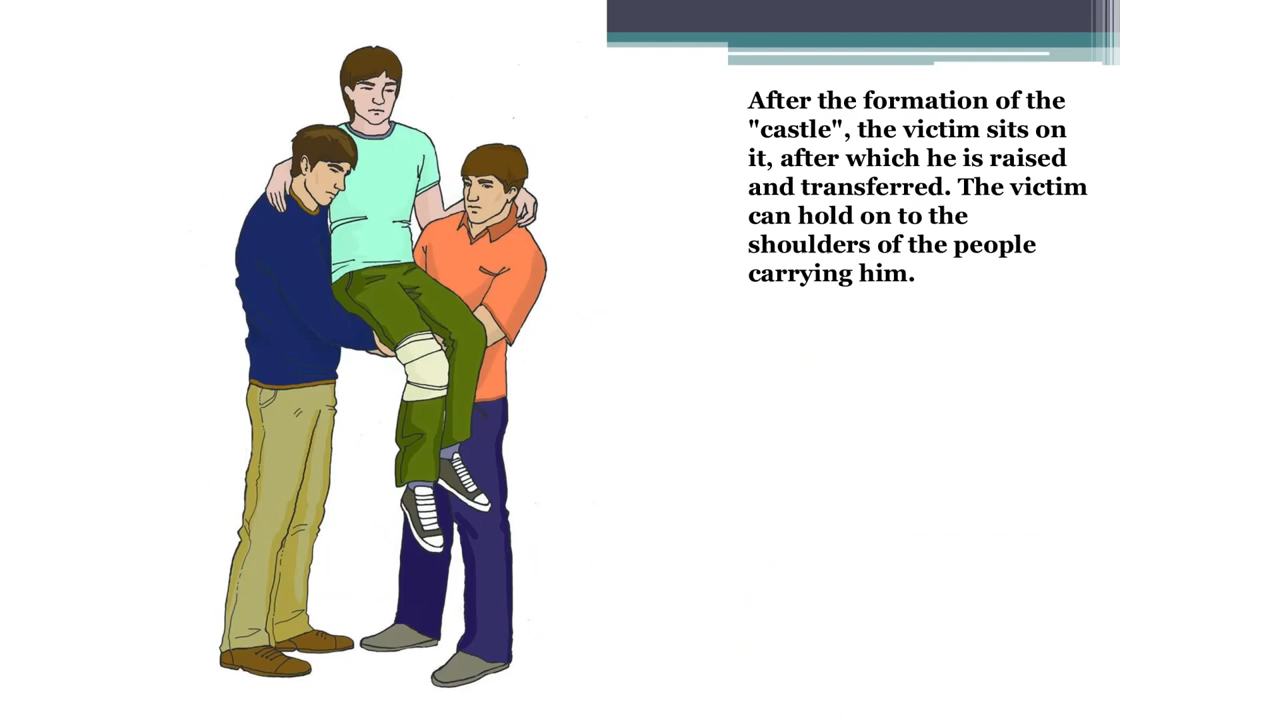 After the formation of the
"castle", the victim sits on
it, after which he is raised
and transferred. The victim
can hold on to the
shoulders of the people
carrying him.